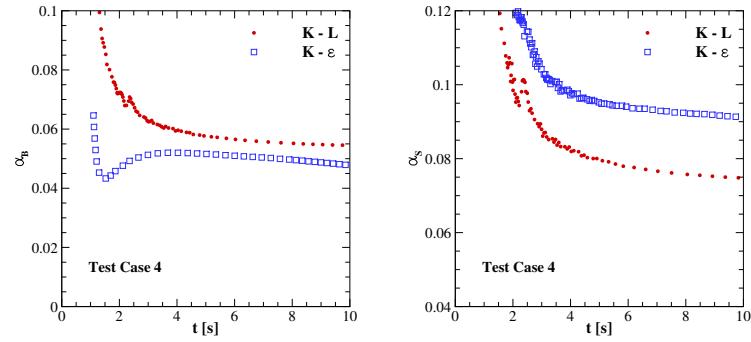 0.1
0.08
0.06
0.04
0.02
0
α_B
K - L
K - ε
Test Case 4
0 2 4 6 8 10
t [s]
0.12
0.1
0.08
0.06
0.04
α_S
K - L
K - ε
Test Case 4
0 2 4 6 8 10
t [s]